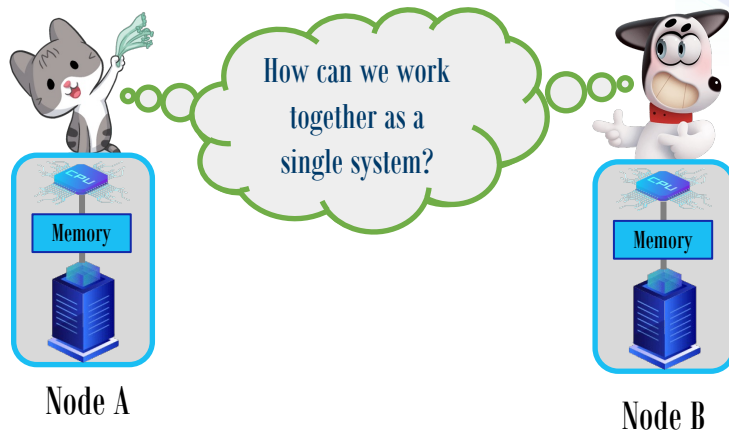 How can we work
together as a
single system?
CPU
CPU
Memory
Memory
Node A
Node B